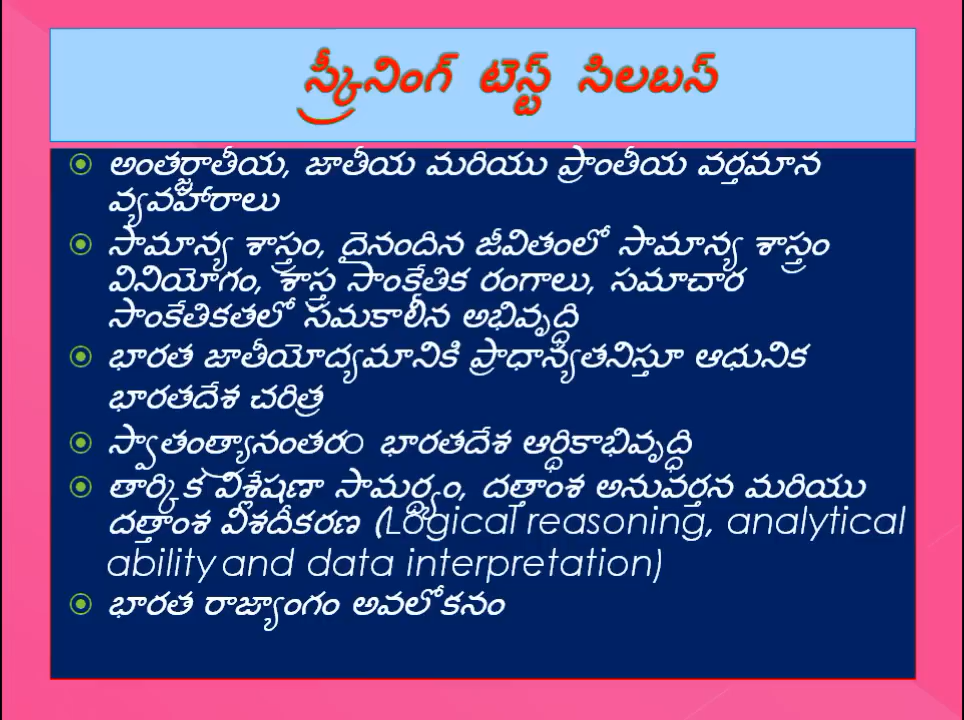 స్క్రీనింగ్ టెస్ట్ సిలబస్
అంతర్జాతీయ, జాతీయ మరియు ప్రాంతీయ వర్తమాన
వ్యవహారాలు
సామాన్య శాస్త్రం, దైనందిన జీవితంలో సామాన్య శాస్త్రం
వినియోగం, శాస్త్ర సాంకేతిక రంగాలు, సమాచార
సాంకేతికతలో సమకాలీన అభివృద్ధి
భారత జాతీయోద్యమానికి ప్రాధాన్యతనిస్తూ ఆధునిక
భారతదేశ చరిత్ర
స్వాతంత్ర్యానంతరం భారతదేశ ఆర్థికాభివృద్ధి
తార్కిక విశ్లేషణా సామర్థ్యం, దత్తాంశ అనువర్తన మరియు
దత్తాంశ విశదీకరణ (Logical reasoning, analytical
ability and data interpretation)
భారత రాజ్యాంగం అవలోకనం